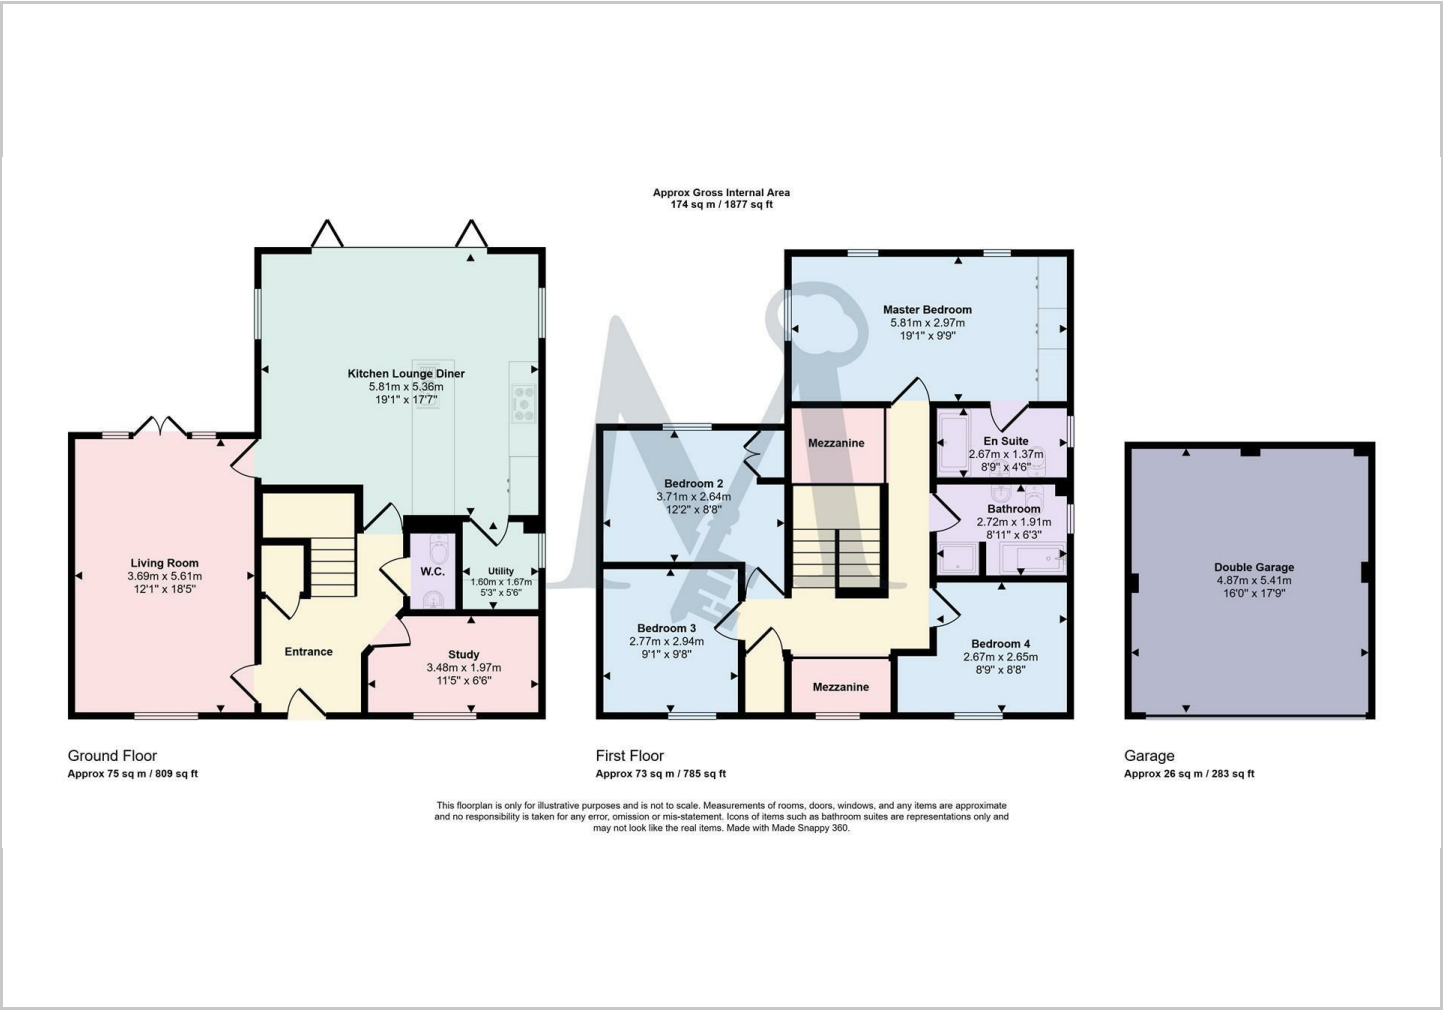 Approx Gross Internal Area
174 sq m / 1877 sq ft
Kitchen Lounge Diner
5.81m x 5.36m
19'1" x 17'7"
Living Room
3.69m x 5.61m
12'1" x 18'5"
W.C.
Utility
1.60m x 1.67m
5'3" x 5'6"
Entrance
Study
3.48m x 1.97m
11'5" x 6'6"
Ground Floor
Approx 75 sq m / 809 sq ft
Master Bedroom
5.81m x 2.97m
19'1" x 9'9"
Mezzanine
En Suite
2.67m x 1.37m
8'9" x 4'6"
Bedroom 2
3.71m x 2.64m
12'2" x 8'8"
Bathroom
2.72m x 1.91m
8'11" x 6'3"
Bedroom 3
2.77m x 2.94m
9'1" x 9'8"
Bedroom 4
2.67m x 2.65m
8'9" x 8'8"
Mezzanine
First Floor
Approx 73 sq m / 785 sq ft
Double Garage
4.87m x 5.41m
16'0" x 17'9"
Garage
Approx 26 sq m / 283 sq ft
This floorplan is only for illustrative purposes and is not to scale. Measurements of rooms, doors, windows, and any items are approximate
and no responsibility is taken for any error, omission or mis-statement. Icons of items such as bathroom suites are representations only and
may not look like the real items. Made with Made Snappy 360.